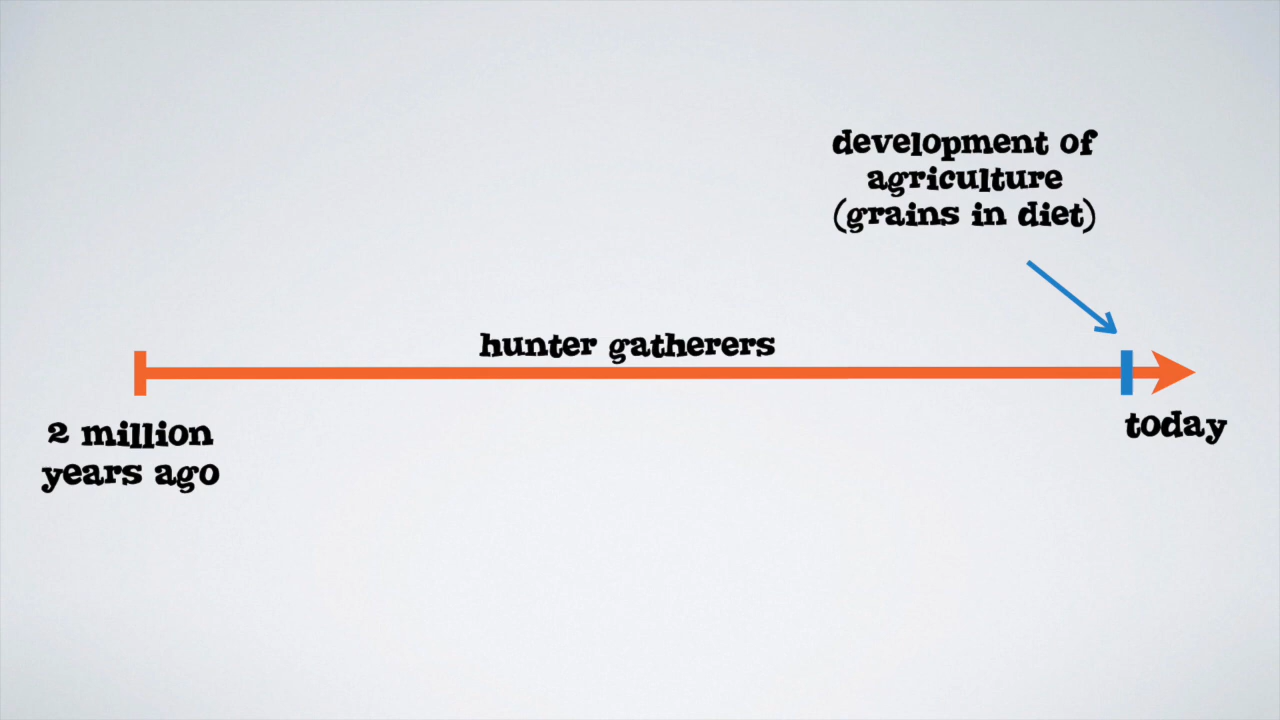 development of
agriculture
(grains in diet)
hunter gatherers
2 million
years ago
today